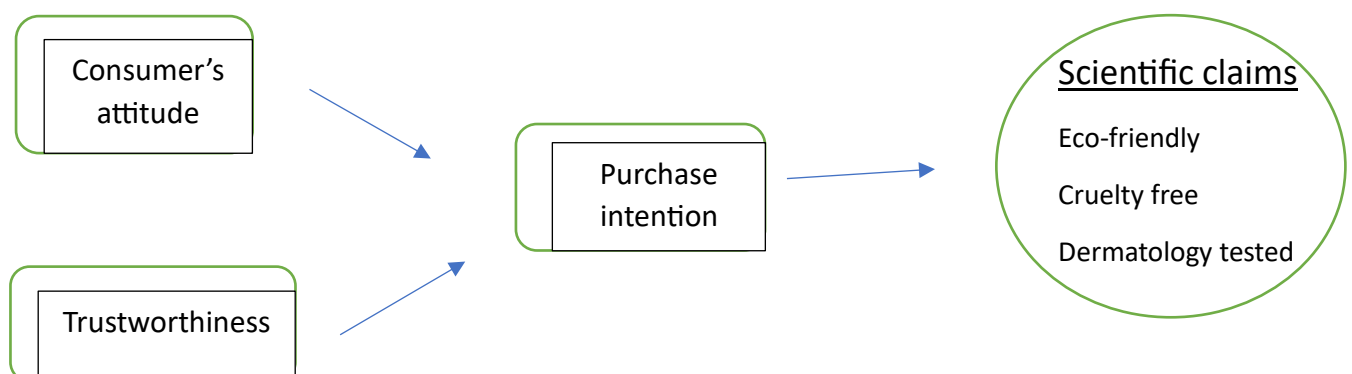 Consumer's
attitude
Trustworthiness
Purchase
intention
Scientific claims
Eco-friendly
Cruelty free
Dermatology tested